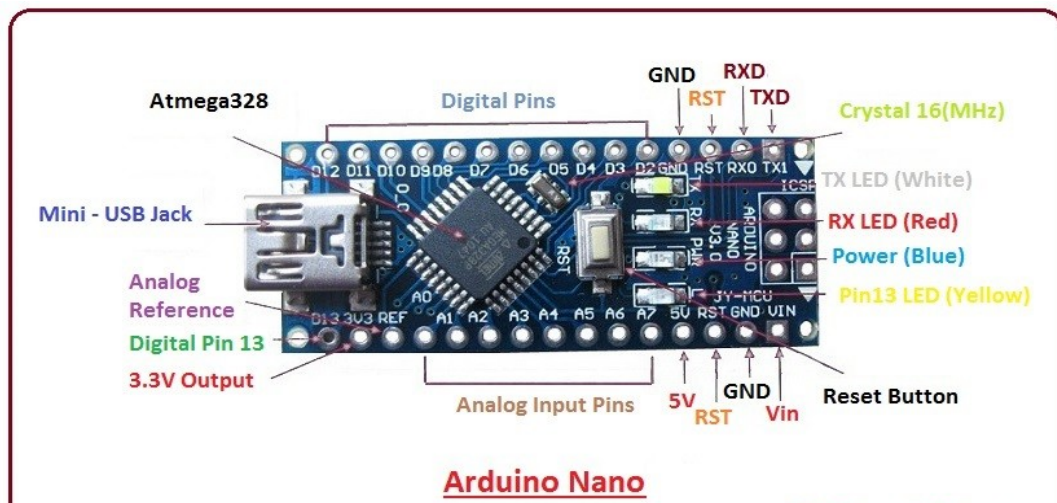 GND
RXD
RST
TXD
Atmega328
Digital Pins
Crystal 16(MHz)
D12 D11 D10 D9 D8 D7 D6 D5 D4 D3 D2 GND RST RX0 TX1
ICSP
TX LED (White)
Mini - USB Jack
RX LED (Red)
ARDUINO
NANO
V3.0
RST
PWR
Power (Blue)
Analog
Reference
A0
L
JY-MCU
Pin13 LED (Yellow)
D13 3V3 REF A1 A2 A3 A4 A5 A6 A7 5V RST GND VIN
Digital Pin 13
3.3V Output
Analog Input Pins
5V
RST
GND
Vin
Reset Button
Arduino Nano